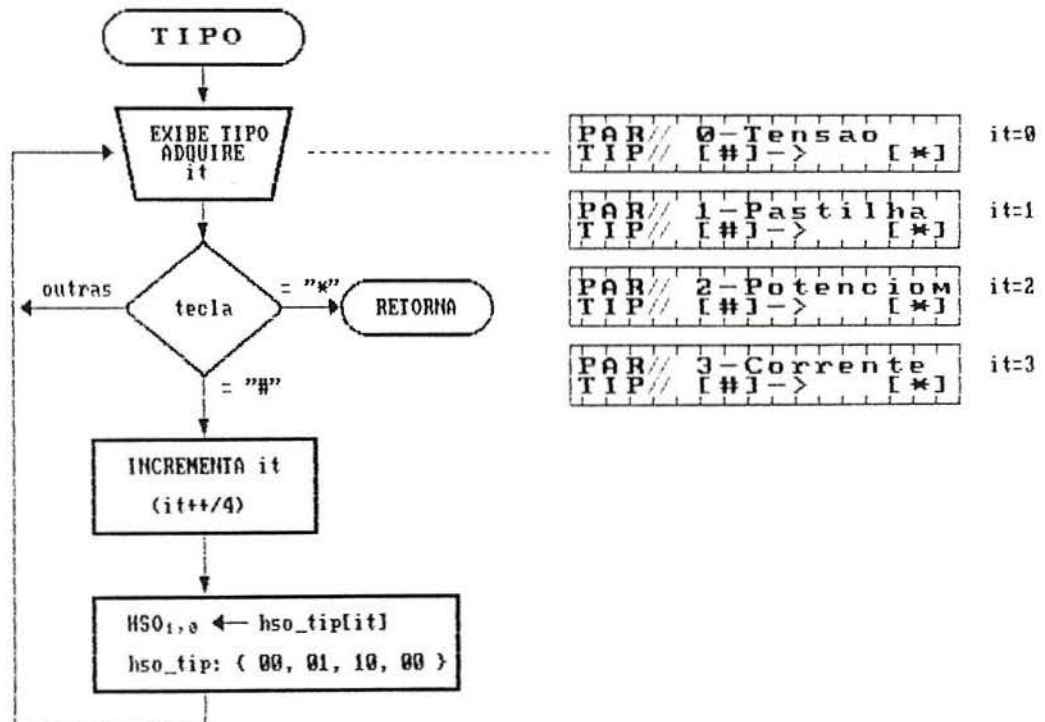 TIPO
EXIBE TIPO
ADQUIRE
it
PAR// 0-Tensao
TIP// [#]-> [*]
it=0
PAR// 1-Pastilha
TIP// [#]-> [*]
it=1
PAR// 2-Potenciom
TIP// [#]-> [*]
it=2
PAR// 3-Corrente
TIP// [#]-> [*]
it=3
outras
tecla
= "*"
RETORNA
= "#"
INCREMENTA it
(it++/4)
HSO₁,₀ ← hso_tip[it]
hso_tip: { 00, 01, 10, 00 }